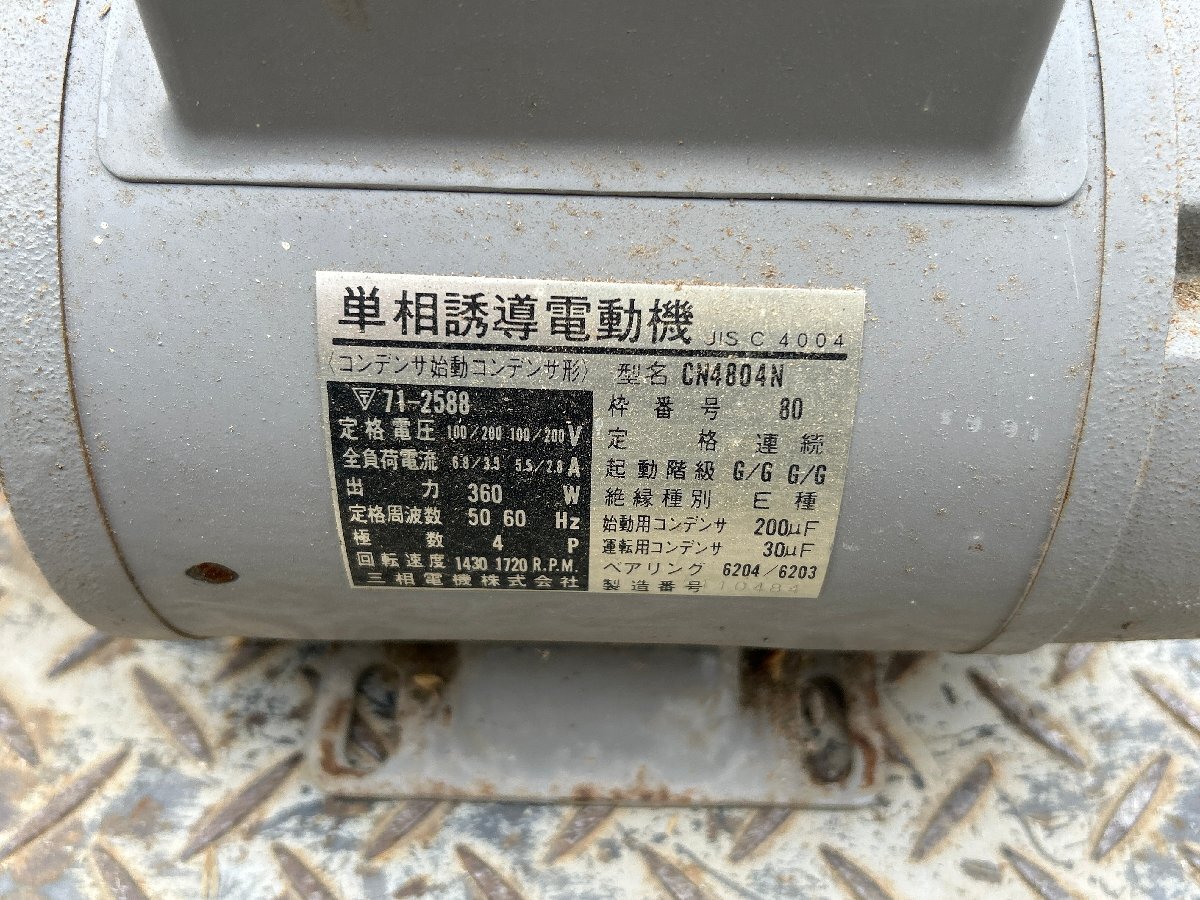 単相誘導電動機 JIS C 4004
〈コンデンサ始動コンデンサ形〉
71-2588
定格電圧 100/200 100/200 V
全負荷電流 6.9/3.5 5.5/2.8 A
出力 360 W
定格周波数 50 60 Hz
極数 4 P
回転速度 1430 1720 R.P.M.
三相電機株式会社
型名 CN4804N
枠番号 80
定格 連続
起動階級 G/G G/G
絶縁種別 E種
始動用コンデンサ 200μF
運転用コンデンサ 30μF
ベアリング 6204/6203
製造番号 10484